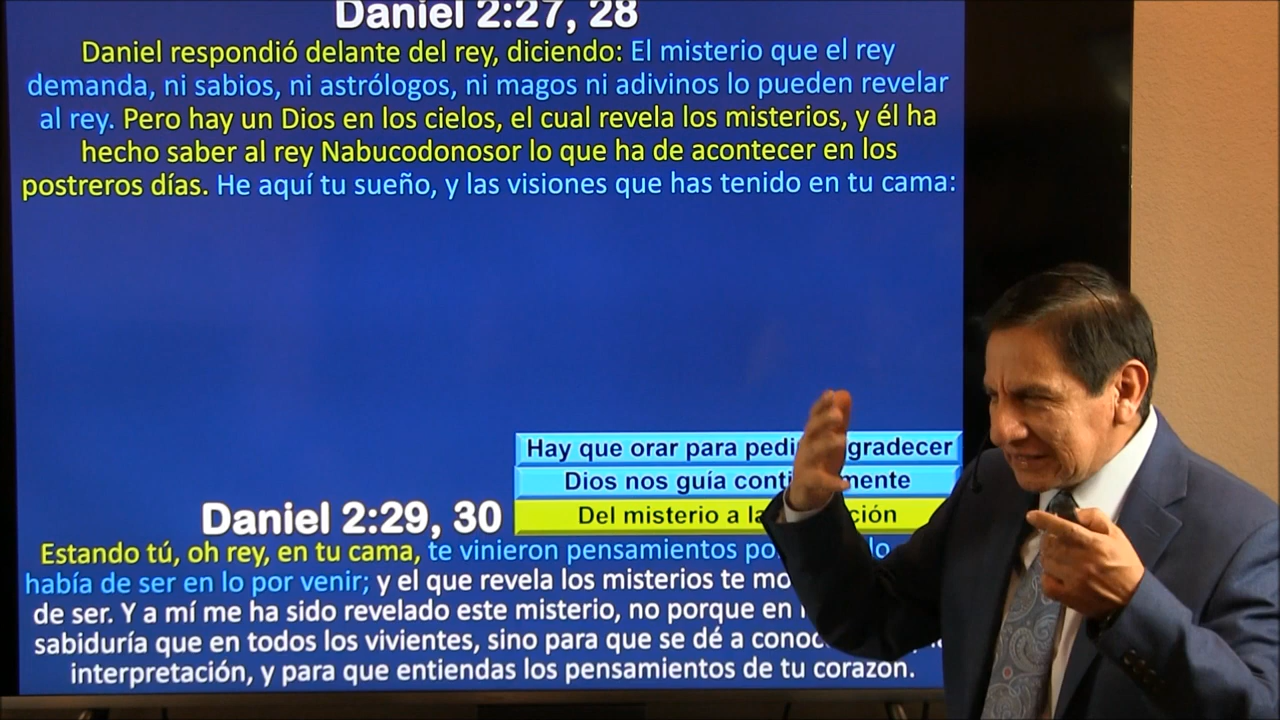 Daniel 2:27, 28
Daniel respondió delante del rey, diciendo: El misterio que el rey
demanda, ni sabios, ni astrólogos, ni magos ni adivinos lo pueden revelar
al rey. Pero hay un Dios en los cielos, el cual revela los misterios, y él ha
hecho saber al rey Nabucodonosor lo que ha de acontecer en los
postreros días. He aquí tu sueño, y las visiones que has tenido en tu cama:
Hay que orar para
Dios nos guía
Del misterio a
Daniel 2:29, 30
Estando tú, oh rey, en tu cama, te vinieron pensamientos
había de ser en lo por venir; y el que revela los misterios te
de ser. Y a mí me ha sido revelado este misterio, no porque en
sabiduría que en todos los vivientes, sino para que se dé a
interpretación, y para que entiendas los pensamientos de tu corazón.